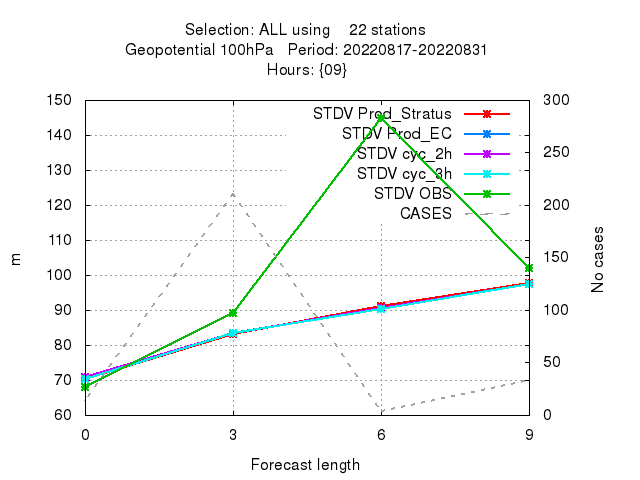 Selection: ALL using    22 stations
Geopotential 100hPa   Period: 20220817-20220831
Hours: {09}
150
140
130
120
110
100
90
80
70
60
m
300
250
200
150
100
50
0
No cases
STDV Prod_Stratus
STDV Prod_EC
STDV cyc_2h
STDV cyc_3h
STDV OBS
CASES
0
3
6
9
Forecast length